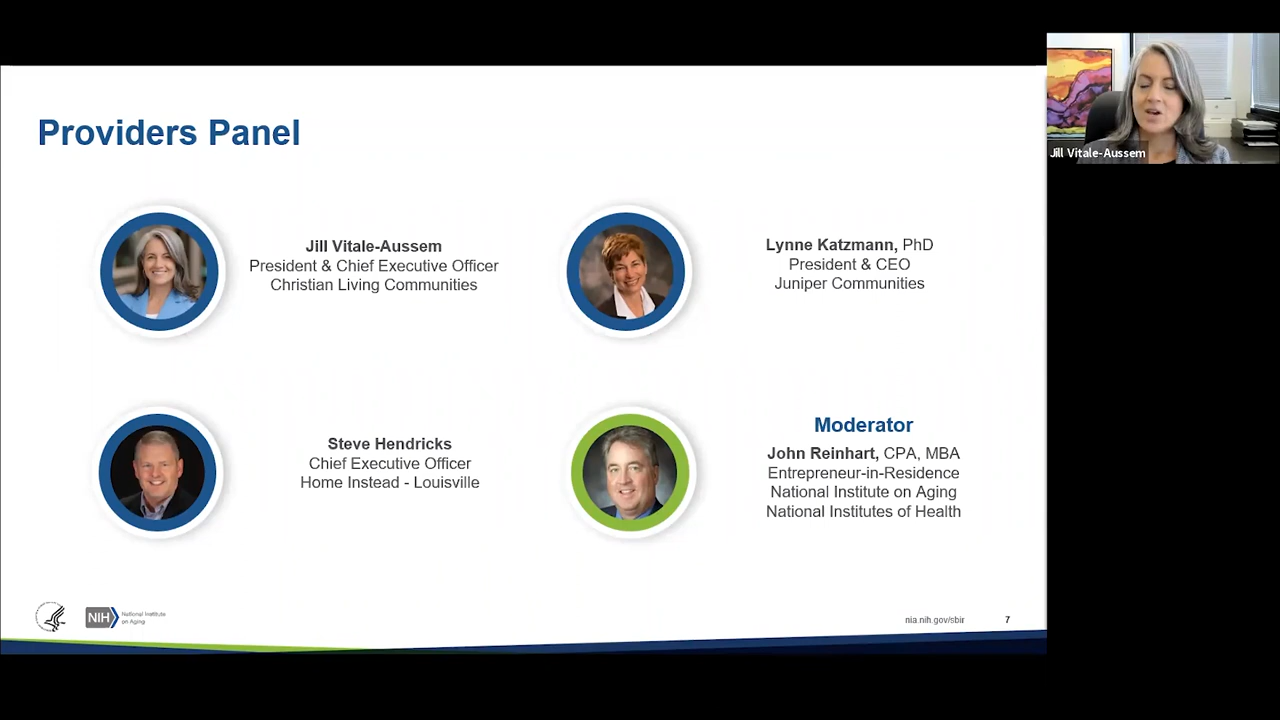 Providers Panel
Jill Vitale-Aussem
President & Chief Executive Officer
Christian Living Communities
Lynne Katzmann, PhD
President & CEO
Juniper Communities
Steve Hendricks
Chief Executive Officer
Home Instead - Louisville
Moderator
John Reinhart, CPA, MBA
Entrepreneur-in-Residence
National Institute on Aging
National Institutes of Health
NIH
National Institute
on Aging
nia.nih.gov/sbir
7
Jill Vitale-Aussem